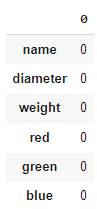 0
name 0
diameter 0
weight 0
red 0
green 0
blue 0